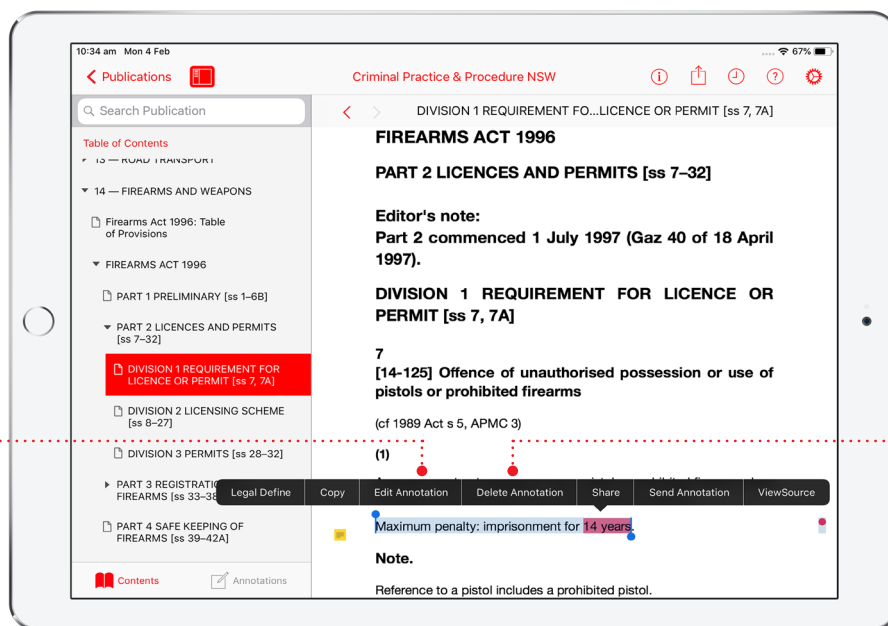 10:34 am Mon 4 Feb
67%
Publications
Criminal Practice & Procedure NSW
Search Publication
DIVISION 1 REQUIREMENT FO...LICENCE OR PERMIT [ss 7, 7A]
Table of Contents
13 — ROAD TRANSPORT
14 — FIREARMS AND WEAPONS
Firearms Act 1996: Table
of Provisions
FIREARMS ACT 1996
PART 1 PRELIMINARY [ss 1–6B]
PART 2 LICENCES AND PERMITS
[ss 7–32]
DIVISION 1 REQUIREMENT FOR
LICENCE OR PERMIT [ss 7, 7A]
DIVISION 2 LICENSING SCHEME
[ss 8–27]
DIVISION 3 PERMITS [ss 28–32]
PART 3 REGISTRATIO
FIREARMS [ss 33–38
PART 4 SAFE KEEPING OF
FIREARMS [ss 39–42A]
Contents
Annotations
FIREARMS ACT 1996
PART 2 LICENCES AND PERMITS [ss 7–32]
Editor's note:
Part 2 commenced 1 July 1997 (Gaz 40 of 18 April
1997).
DIVISION 1 REQUIREMENT FOR LICENCE OR
PERMIT [ss 7, 7A]
7
[14-125] Offence of unauthorised possession or use of
pistols or prohibited firearms
(cf 1989 Act s 5, APMC 3)
(1)
Legal Define Copy Edit Annotation Delete Annotation Share Send Annotation ViewSource
Maximum penalty: imprisonment for 14 years.
Note.
Reference to a pistol includes a prohibited pistol.